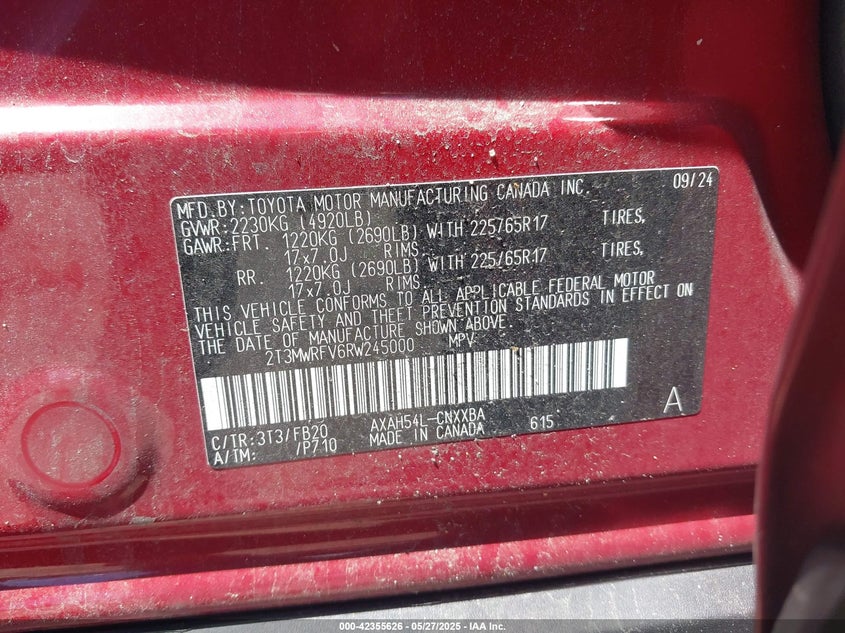 MFD.BY:TOYOTA MOTOR MANUFACTURING CANADA INC. 09/24
GVWR:2230KG (4920LB)
GAWR:FRT. 1220KG (2690LB) WITH 225/65R17 TIRES,
17x7.0J RIMS,
RR. 1220KG (2690LB) WITH 225/65R17 TIRES,
17x7.0J RIMS
THIS VEHICLE CONFORMS TO ALL APPLICABLE FEDERAL MOTOR
VEHICLE SAFETY AND THEFT PREVENTION STANDARDS IN EFFECT ON
THE DATE OF MANUFACTURE SHOWN ABOVE.
2T3MWRFV6RW245000 MPV
C/TR:3T3/FB20 AXAH54L-CNXXBA 615 A
A/TM: /P710 MADE IN CANADA
000-42355626 - 05/27/2025 - IAA Inc.